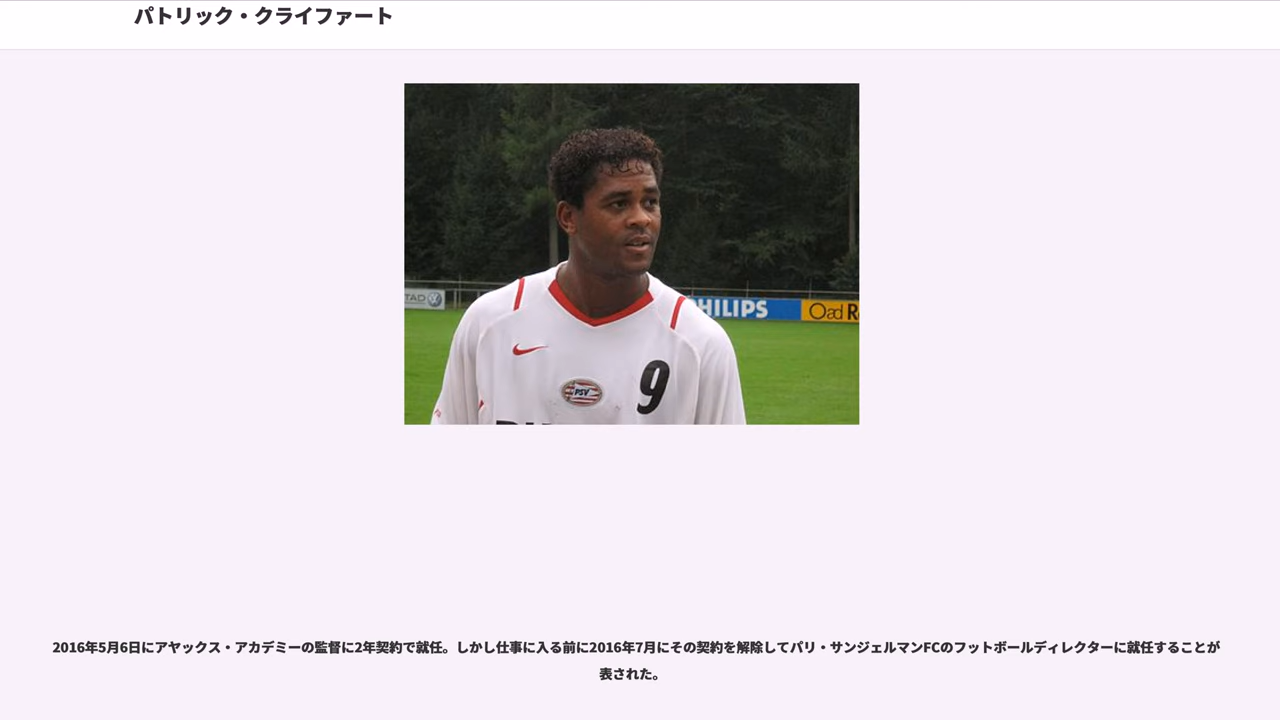 パトリック・クライファート
TAD
PHILIPS
Oad R
PSV
9
2016年5月6日にアヤックス・アカデミーの監督に2年契約で就任。しかし仕事に入る前に2016年7月にその契約を解除してパリ・サンジェルマンFCのフットボールディレクターに就任することが
表された。